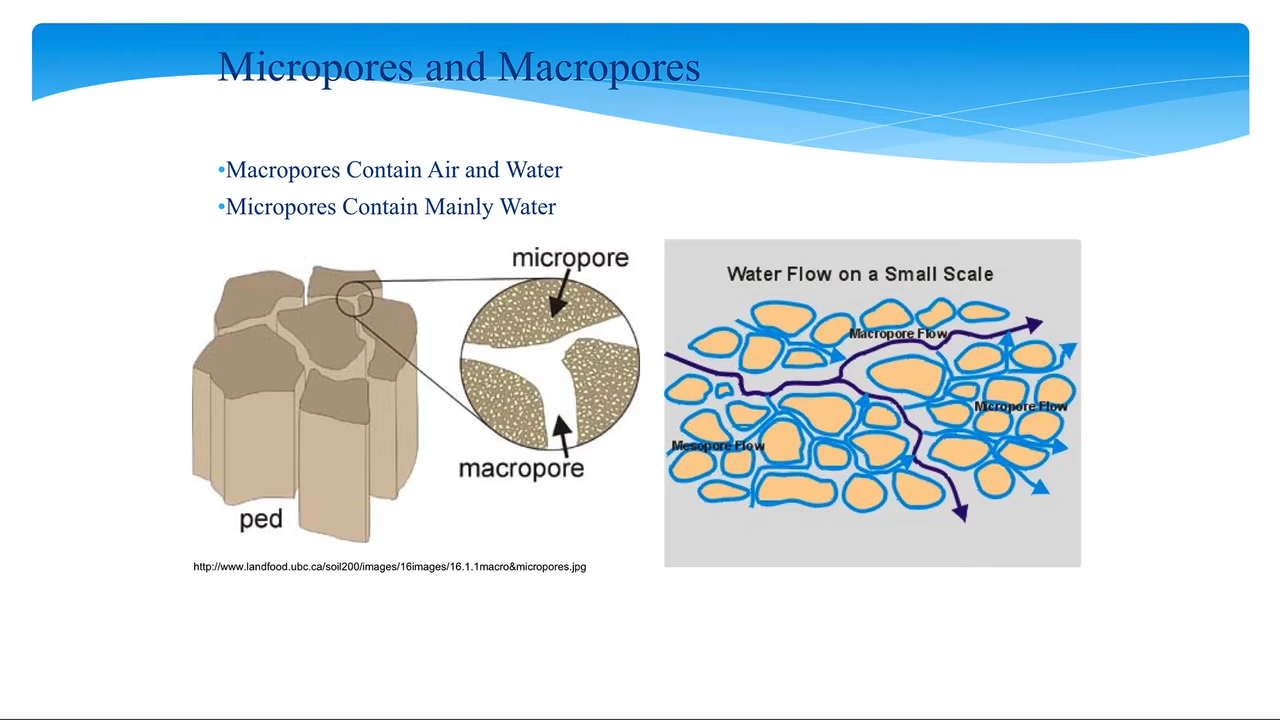 Micropores and Macropores
•Macropores Contain Air and Water
•Micropores Contain Mainly Water
micropore
macropore
ped
http://www.landfood.ubc.ca/soil200/images/16images/16.1.1macro&micropores.jpg
Water Flow on a Small Scale
Macropore Flow
Micropore Flow
Mesopore Flow